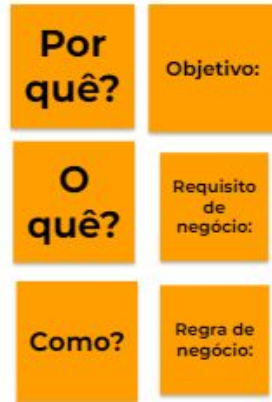 Por
quê?
Objetivo:
O
quê?
Requisito
de
negócio:
Como?
Regra de
negócio: